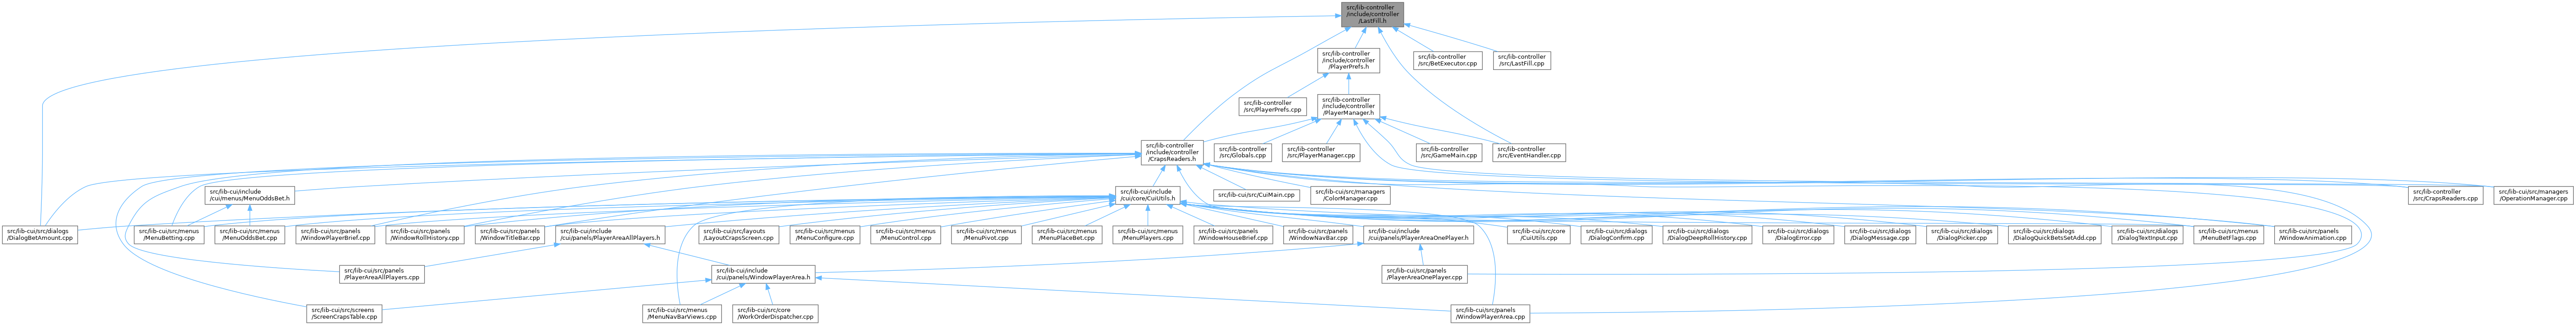 src/lib-controller
/include/controller
/LastFill.h
src/lib-controller
/include/controller
/PlayerPrefs.h
src/lib-controller
/src/BetExecutor.cpp
src/lib-controller
/src/LastFill.cpp
src/lib-controller
/src/PlayerPrefs.cpp
src/lib-controller
/include/controller
/PlayerManager.h
src/lib-controller
/include/controller
/CrapsReaders.h
src/lib-controller
/src/Globals.cpp
src/lib-controller
/src/PlayerManager.cpp
src/lib-controller
/src/GameMain.cpp
src/lib-controller
/src/EventHandler.cpp
src/lib-cui/include
/cui/menus/MenuOddsBet.h
src/lib-cui/include
/cui/core/CuiUtils.h
src/lib-cui/src/CuiMain.cpp
src/lib-cui/src/managers
/ColorManager.cpp
src/lib-controller
/src/CrapsReaders.cpp
src/lib-cui/src/managers
/OperationManager.cpp
src/lib-cui/src/dialogs
/DialogBetAmount.cpp
src/lib-cui/src/menus
/MenuBetting.cpp
src/lib-cui/src/menus
/MenuOddsBet.cpp
src/lib-cui/src/panels
/WindowPlayerBrief.cpp
src/lib-cui/src/panels
/WindowRollHistory.cpp
src/lib-cui/src/panels
/WindowTitleBar.cpp
src/lib-cui/include
/cui/panels/PlayerAreaAllPlayers.h
src/lib-cui/src/layouts
/LayoutCrapsScreen.cpp
src/lib-cui/src/menus
/MenuConfigure.cpp
src/lib-cui/src/menus
/MenuControl.cpp
src/lib-cui/src/menus
/MenuPivot.cpp
src/lib-cui/src/menus
/MenuPlaceBet.cpp
src/lib-cui/src/menus
/MenuPlayers.cpp
src/lib-cui/src/panels
/WindowHouseBrief.cpp
src/lib-cui/src/panels
/WindowNavBar.cpp
src/lib-cui/include
/cui/panels/PlayerAreaOnePlayer.h
src/lib-cui/src/core
/CuiUtils.cpp
src/lib-cui/src/dialogs
/DialogConfirm.cpp
src/lib-cui/src/dialogs
/DialogDeepRollHistory.cpp
src/lib-cui/src/dialogs
/DialogError.cpp
src/lib-cui/src/dialogs
/DialogMessage.cpp
src/lib-cui/src/dialogs
/DialogPicker.cpp
src/lib-cui/src/dialogs
/DialogQuickBetsSetAdd.cpp
src/lib-cui/src/dialogs
/DialogTextInput.cpp
src/lib-cui/src/menus
/MenuBetFlags.cpp
src/lib-cui/src/panels
/WindowAnimation.cpp
src/lib-cui/src/panels
/PlayerAreaAllPlayers.cpp
src/lib-cui/include
/cui/panels/WindowPlayerArea.h
src/lib-cui/src/panels
/PlayerAreaOnePlayer.cpp
src/lib-cui/src/screens
/ScreenCrapsTable.cpp
src/lib-cui/src/menus
/MenuNavBarViews.cpp
src/lib-cui/src/core
/WorkOrderDispatcher.cpp
src/lib-cui/src/panels
/WindowPlayerArea.cpp